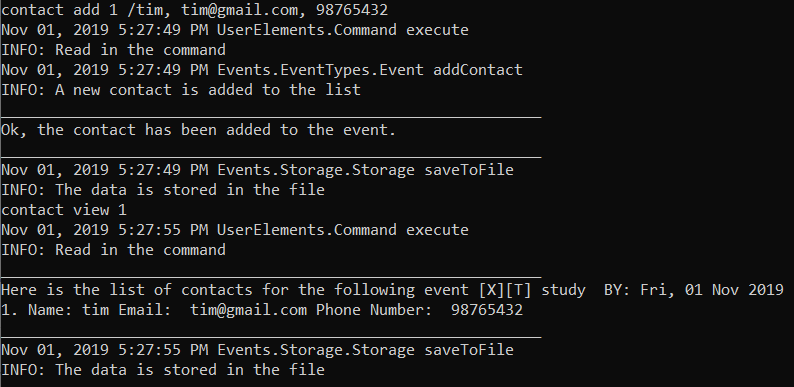 contact add 1 /tim, tim@gmail.com, 98765432
Nov 01, 2019 5:27:49 PM UserElements.Command execute
INFO: Read in the command
Nov 01, 2019 5:27:49 PM Events.EventTypes.Event addContact
INFO: A new contact is added to the list
____________________________________________________________
Ok, the contact has been added to the event.
____________________________________________________________
Nov 01, 2019 5:27:49 PM Events.Storage.Storage saveToFile
INFO: The data is stored in the file
contact view 1
Nov 01, 2019 5:27:55 PM UserElements.Command execute
INFO: Read in the command
____________________________________________________________
Here is the list of contacts for the following event [X][T] study  BY: Fri, 01 Nov 2019
1. Name: tim Email:  tim@gmail.com Phone Number:  98765432
____________________________________________________________
Nov 01, 2019 5:27:55 PM Events.Storage.Storage saveToFile
INFO: The data is stored in the file